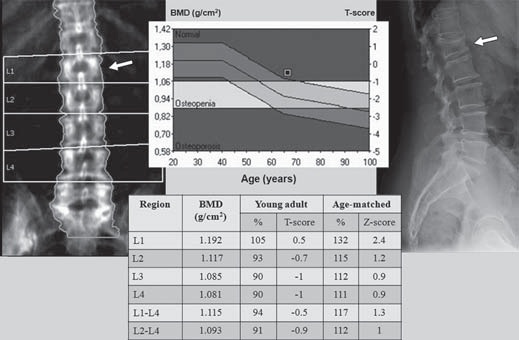 BMD (g/cm²) T-score
1,42 2
Normal
1,30 1
1,18 0
1,06 -1
0,94 -2
Osteopenia
0,82 -3
0,70 -4
Osteoporosis
0,58 -5
20 30 40 50 60 70 80 90 100
Age (years)
L1
L2
L3
L4
Region BMD (g/cm²) Young adult Age-matched
% T-score % Z-score
L1 1.192 105 0.5 132 2.4
L2 1.117 93 -0.7 115 1.2
L3 1.085 90 -1 112 0.9
L4 1.081 90 -1 111 0.9
L1-L4 1.115 94 -0.5 117 1.3
L2-L4 1.093 91 -0.9 112 1